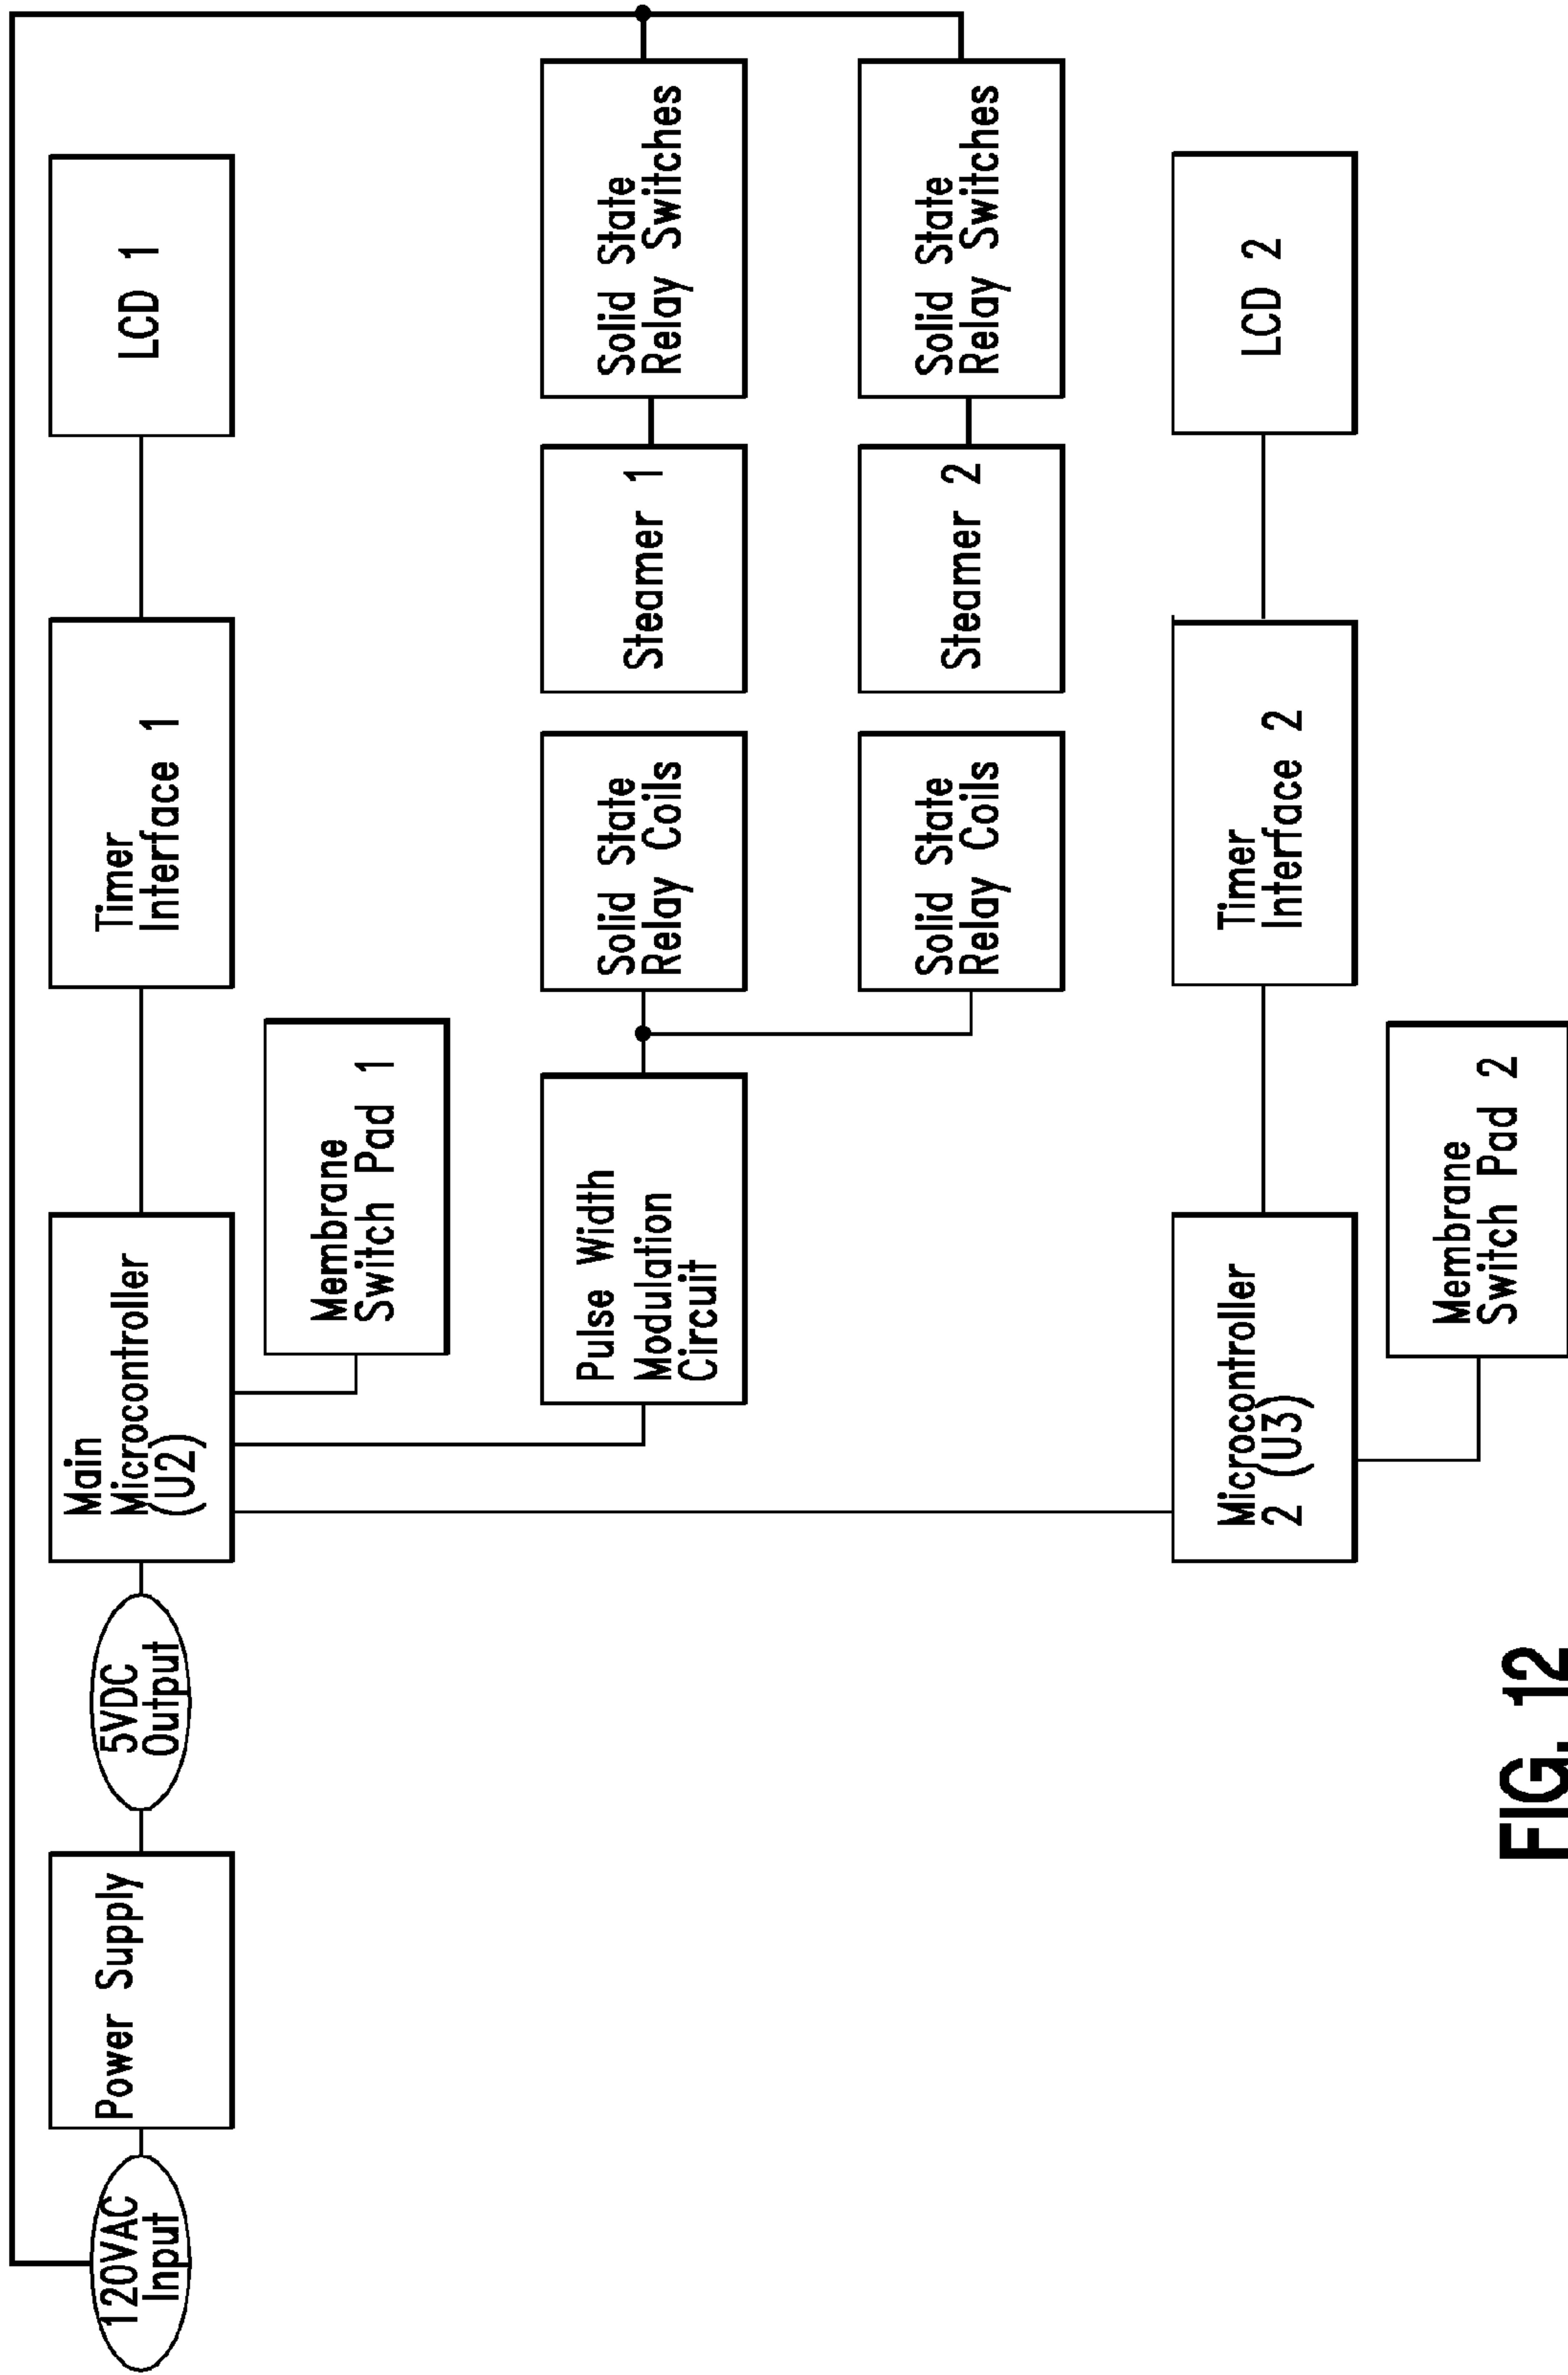 120VAC
Input
Power Supply
5VDC
Output
Main
Microcontroller
(U2)
Timer
Interface 1
LCD 1
Membrane
Switch Pad 1
Pulse Width
Modulation
Circuit
Solid State
Relay Coils
Steamer 1
Solid State
Relay Switches
Solid State
Relay Coils
Steamer 2
Solid State
Relay Switches
Microcontroller
2 (U3)
Timer
Interface 2
LCD 2
Membrane
Switch Pad 2
FIG. 12